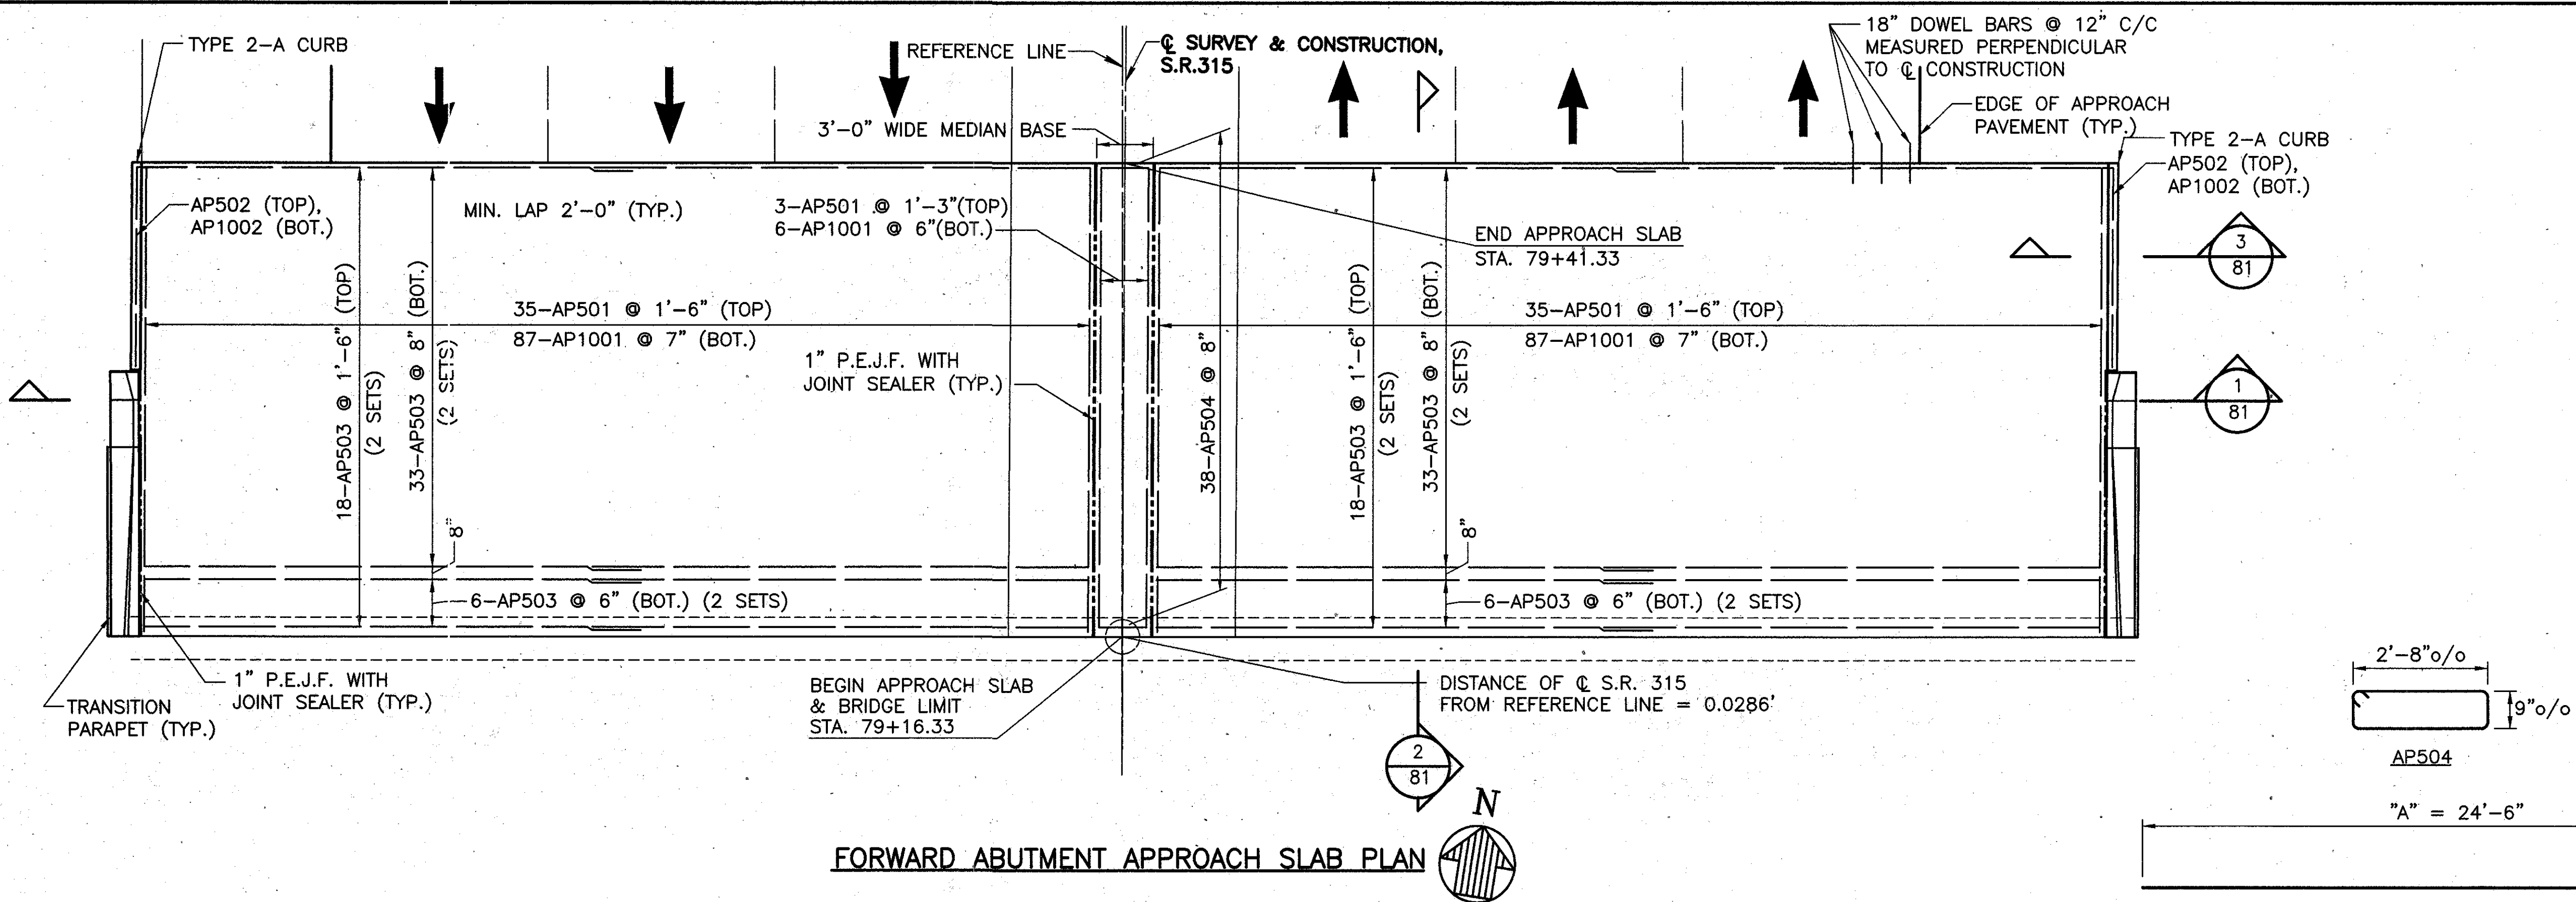 TYPE 2-A CURB
REFERENCE LINE
℄ SURVEY & CONSTRUCTION,
S.R.315
18" DOWEL BARS @ 12" C/C
MEASURED PERPENDICULAR
TO ℄ CONSTRUCTION
EDGE OF APPROACH
PAVEMENT (TYP.)
TYPE 2-A CURB
AP502 (TOP),
AP1002 (BOT.)
3'-0" WIDE MEDIAN BASE
AP502 (TOP),
AP1002 (BOT.)
MIN. LAP 2'-0" (TYP.)
3-AP501 @ 1'-3"(TOP)
6-AP1001 @ 6"(BOT.)
END APPROACH SLAB
STA. 79+41.33
3
81
18-AP503 @ 1'-6" (TOP)
(2 SETS)
33-AP503 @ 8" (BOT.)
(2 SETS)
35-AP501 @ 1'-6" (TOP)
87-AP1001 @ 7" (BOT.)
1" P.E.J.F. WITH
JOINT SEALER (TYP.)
38-AP504 @ 8"
18-AP503 @ 1'-6" (TOP)
(2 SETS)
33-AP503 @ 8" (BOT.)
(2 SETS)
35-AP501 @ 1'-6" (TOP)
87-AP1001 @ 7" (BOT.)
1
81
8"
8"
6-AP503 @ 6" (BOT.) (2 SETS)
6-AP503 @ 6" (BOT.) (2 SETS)
TRANSITION
PARAPET (TYP.)
1" P.E.J.F. WITH
JOINT SEALER (TYP.)
BEGIN APPROACH SLAB
& BRIDGE LIMIT
STA. 79+16.33
DISTANCE OF ℄ S.R. 315
FROM REFERENCE LINE = 0.0286'
2
81
2'-8"o/o
9"o/o
AP504
"A" = 24'-6"
N
FORWARD ABUTMENT APPROACH SLAB PLAN